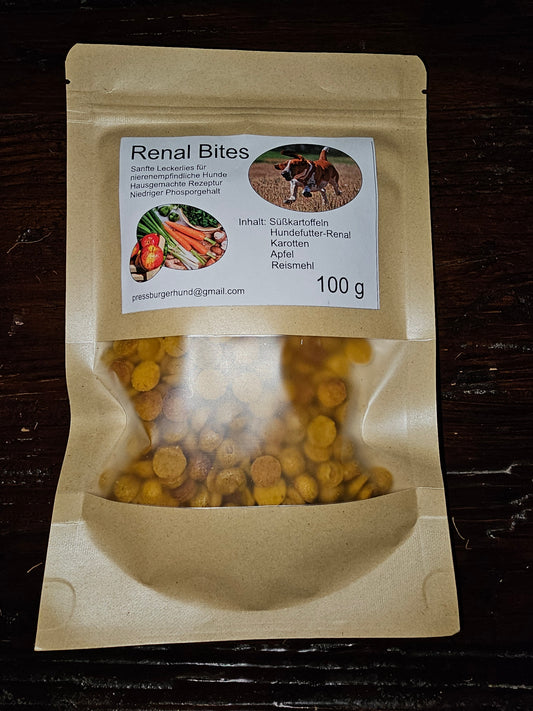 Renal Bites
Sanfte Leckerlies für
nierenempfindliche Hunde
Hausgemachte Rezeptur
Niedriger Phosporgehalt
Inhalt: Süßkartoffeln
Hundefutter-Renal
Karotten
Apfel
Reismehl
100 g
pressburgerhund@gmail.com